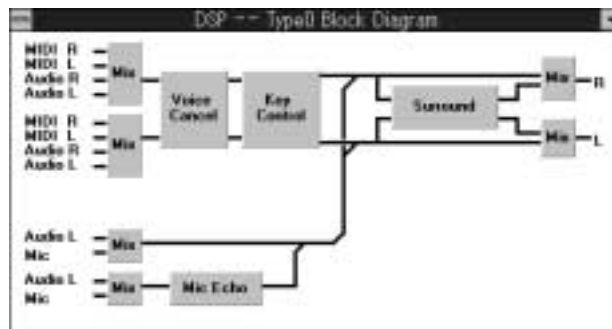 DSP -- Type0 Block Diagram
MIDI R
MIDI L
Audio R
Audio L
Mix
MIDI R
MIDI L
Audio R
Audio L
Mix
Voice
Cancel
Key
Control
Surround
Mix
R
Mix
L
Audio L
Mic
Mix
Audio L
Mic
Mix
Mic Echo